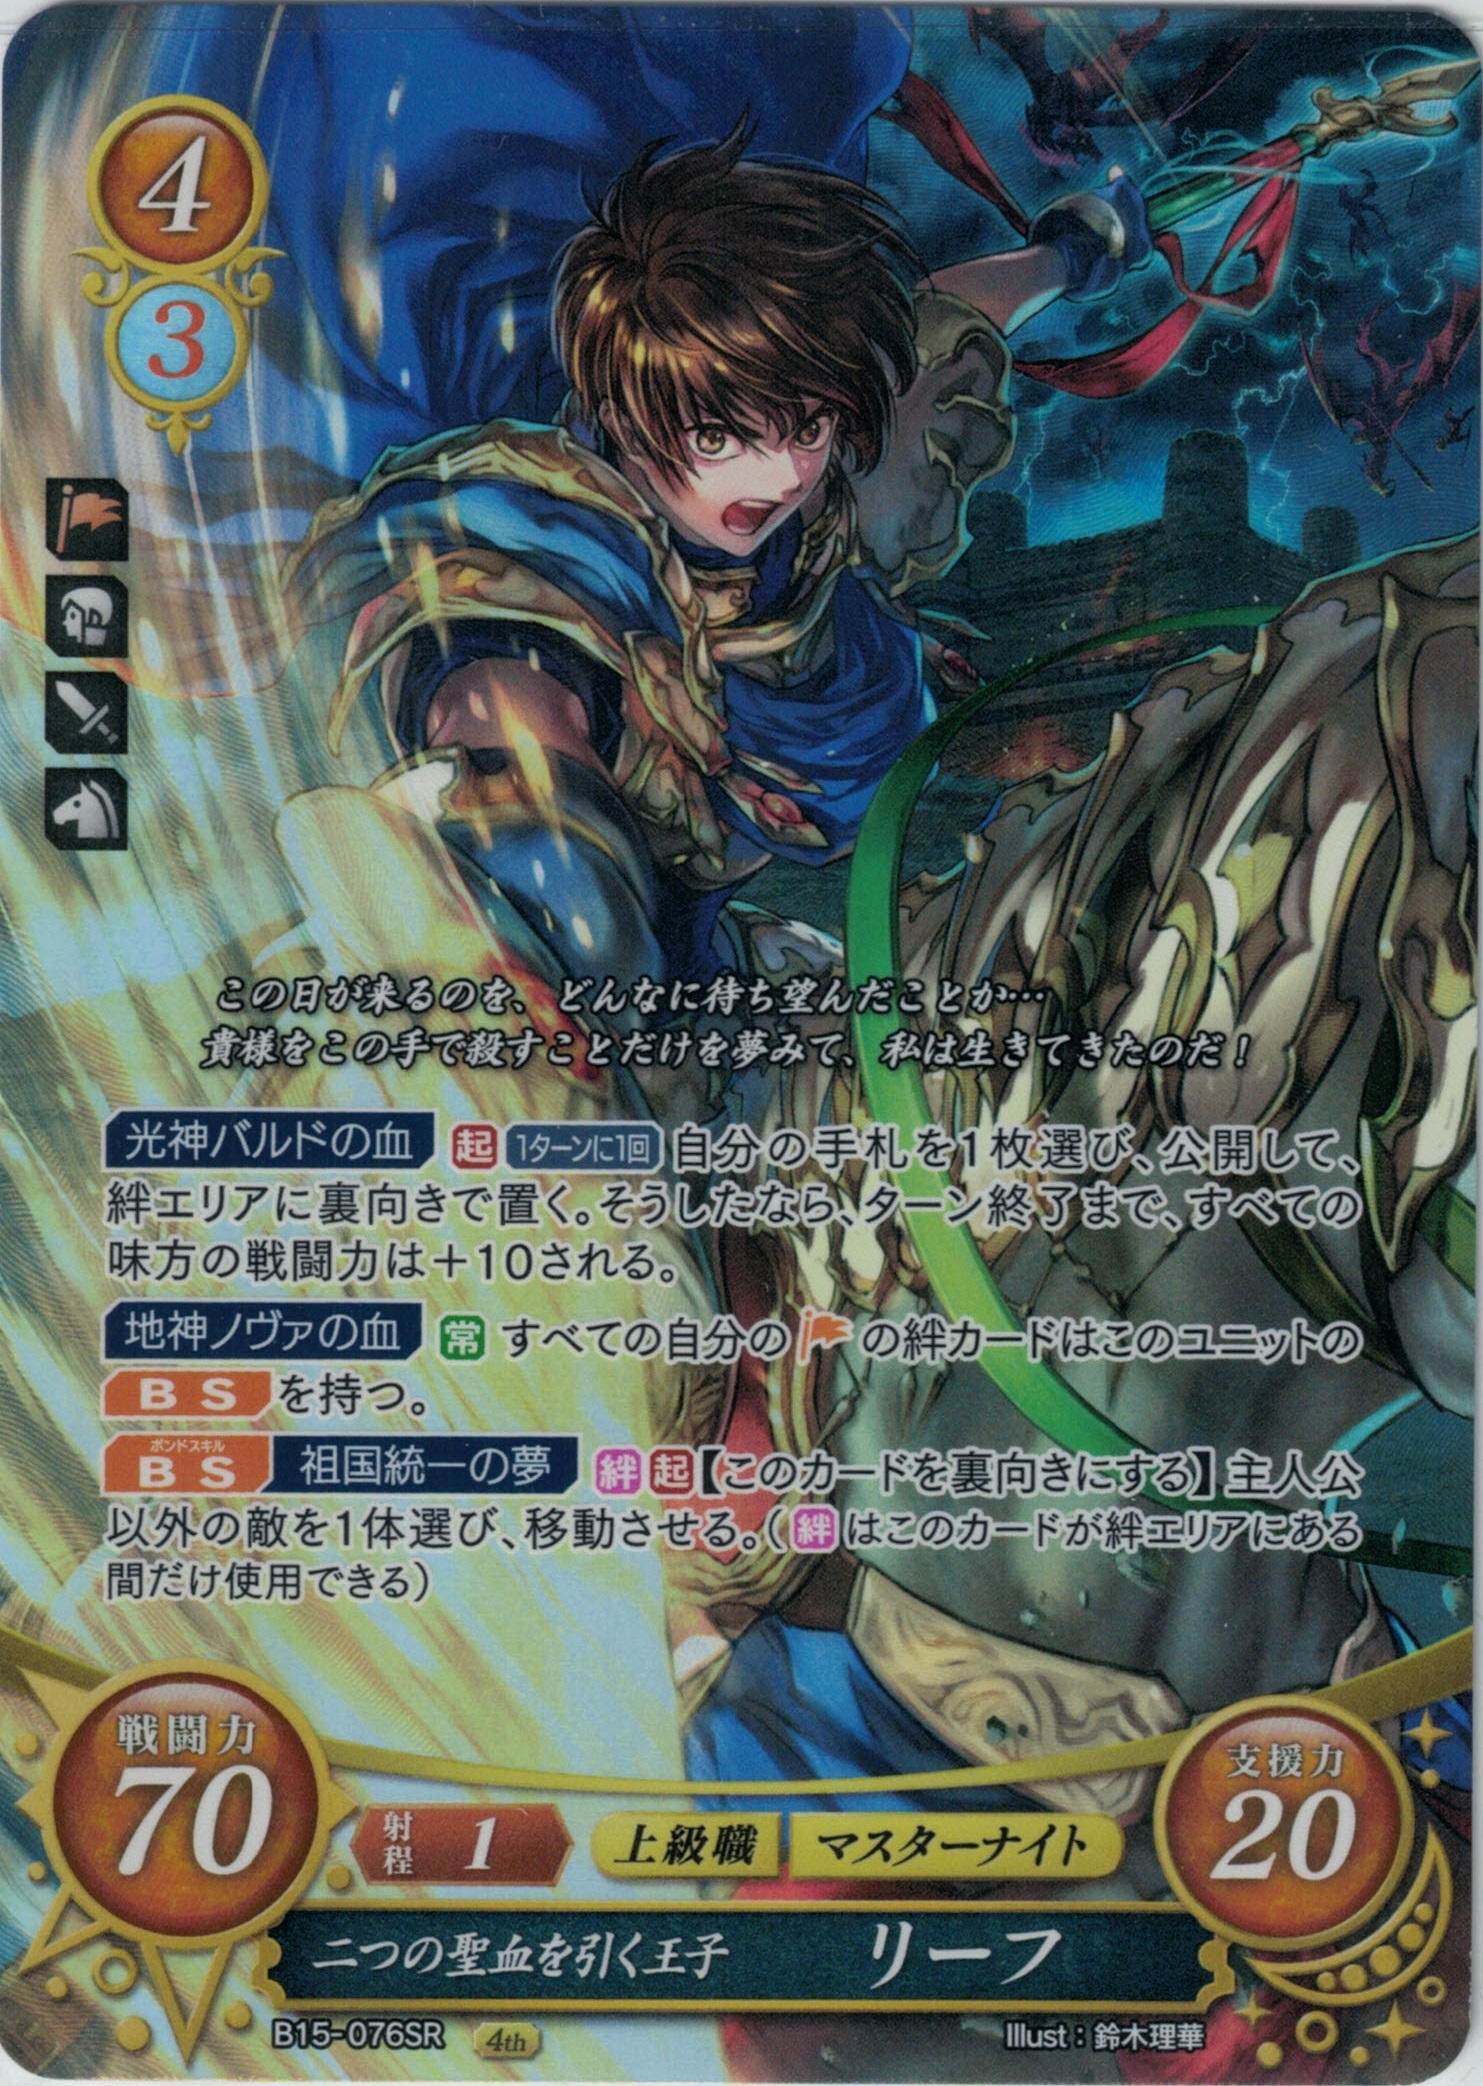 4
3
この日が来るのを、どんなに待ち望んだことか…
貴様をこの手で殺すことだけを夢みて、私は生きてきたのだ！
光神バルドの血 起 1ターンに1回 自分の手札を1枚選び、公開して、
絆エリアに裏向きで置く。そうしたなら、ターン終了まで、すべての
味方の戦闘力は＋10される。
地神ノヴァの血 常 すべての自分の の絆カードはこのユニットの
BS を持つ。
ボンドスキル
BS 祖国統一の夢 絆 起 【このカードを裏向きにする】主人公
以外の敵を1体選び、移動させる。（絆はこのカードが絆エリアにある
間だけ使用できる）
戦闘力
70
射程 1
上級職 マスターナイト
支援力
20
二つの聖血を引く王子 リーフ
B15-076SR 4th
Illust：鈴木理華